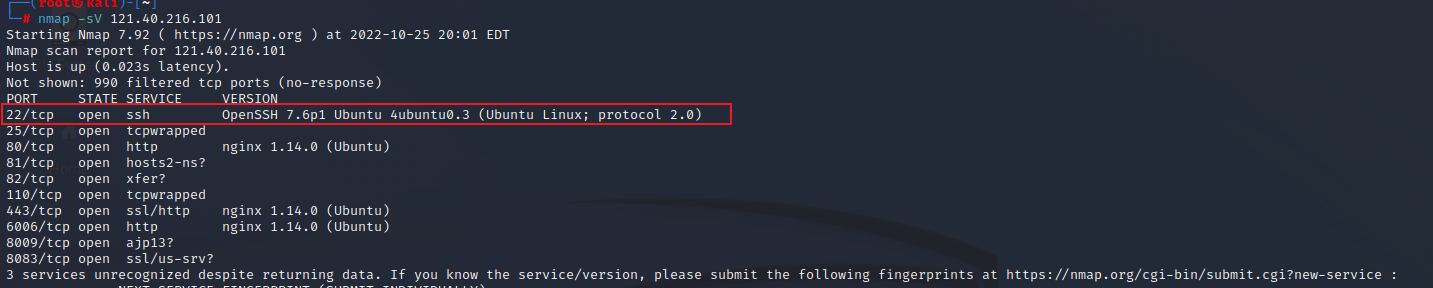 ┌──(root㉿kali)-[~]
└─# nmap -sV 121.40.216.101
Starting Nmap 7.92 ( https://nmap.org ) at 2022-10-25 20:01 EDT
Nmap scan report for 121.40.216.101
Host is up (0.023s latency).
Not shown: 990 filtered tcp ports (no-response)
PORT     STATE SERVICE     VERSION
22/tcp   open  ssh         OpenSSH 7.6p1 Ubuntu 4ubuntu0.3 (Ubuntu Linux; protocol 2.0)
25/tcp   open  tcpwrapped
80/tcp   open  http        nginx 1.14.0 (Ubuntu)
81/tcp   open  hosts2-ns?
82/tcp   open  xfer?
110/tcp  open  tcpwrapped
443/tcp  open  ssl/http    nginx 1.14.0 (Ubuntu)
6006/tcp open  http        nginx 1.14.0 (Ubuntu)
8009/tcp open  ajp13?
8083/tcp open  ssl/us-srv?
3 services unrecognized despite returning data. If you know the service/version, please submit the following fingerprints at https://nmap.org/cgi-bin/submit.cgi?new-service :
NEXT SERVICE FINGERPRINT (SUBMIT INDIVIDUALLY)